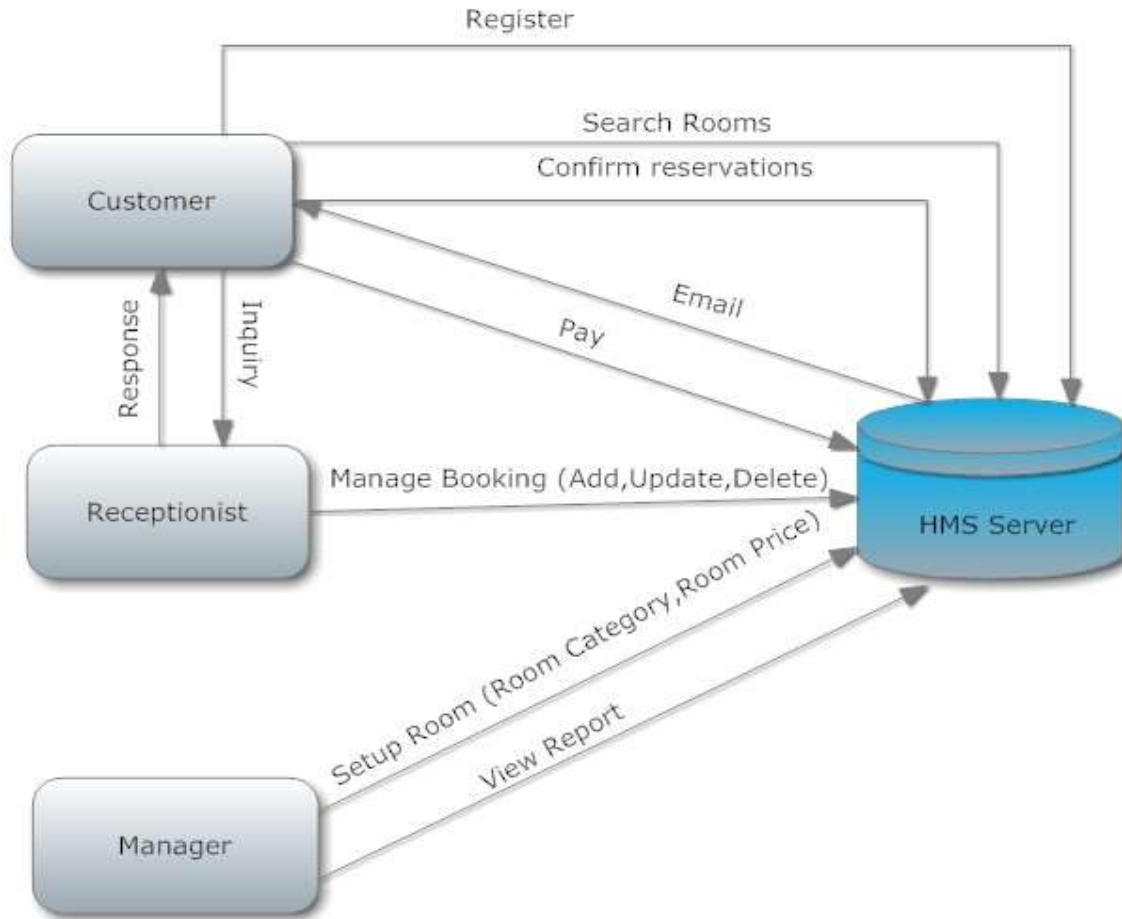 Register
Search Rooms
Confirm reservations
Customer
Email
Pay
Response
Inquiry
Manage Booking (Add,Update,Delete)
Receptionist
HMS Server
Setup Room (Room Category,Room Price)
View Report
Manager